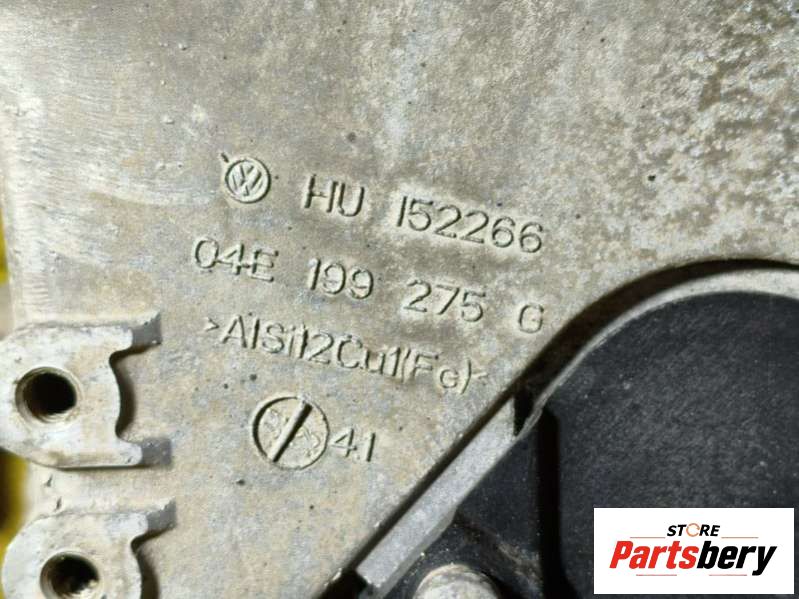 HU 152266
04E 199 275 G
>AlSi12Cu1(Fe)<
41
STORE
Partsbery